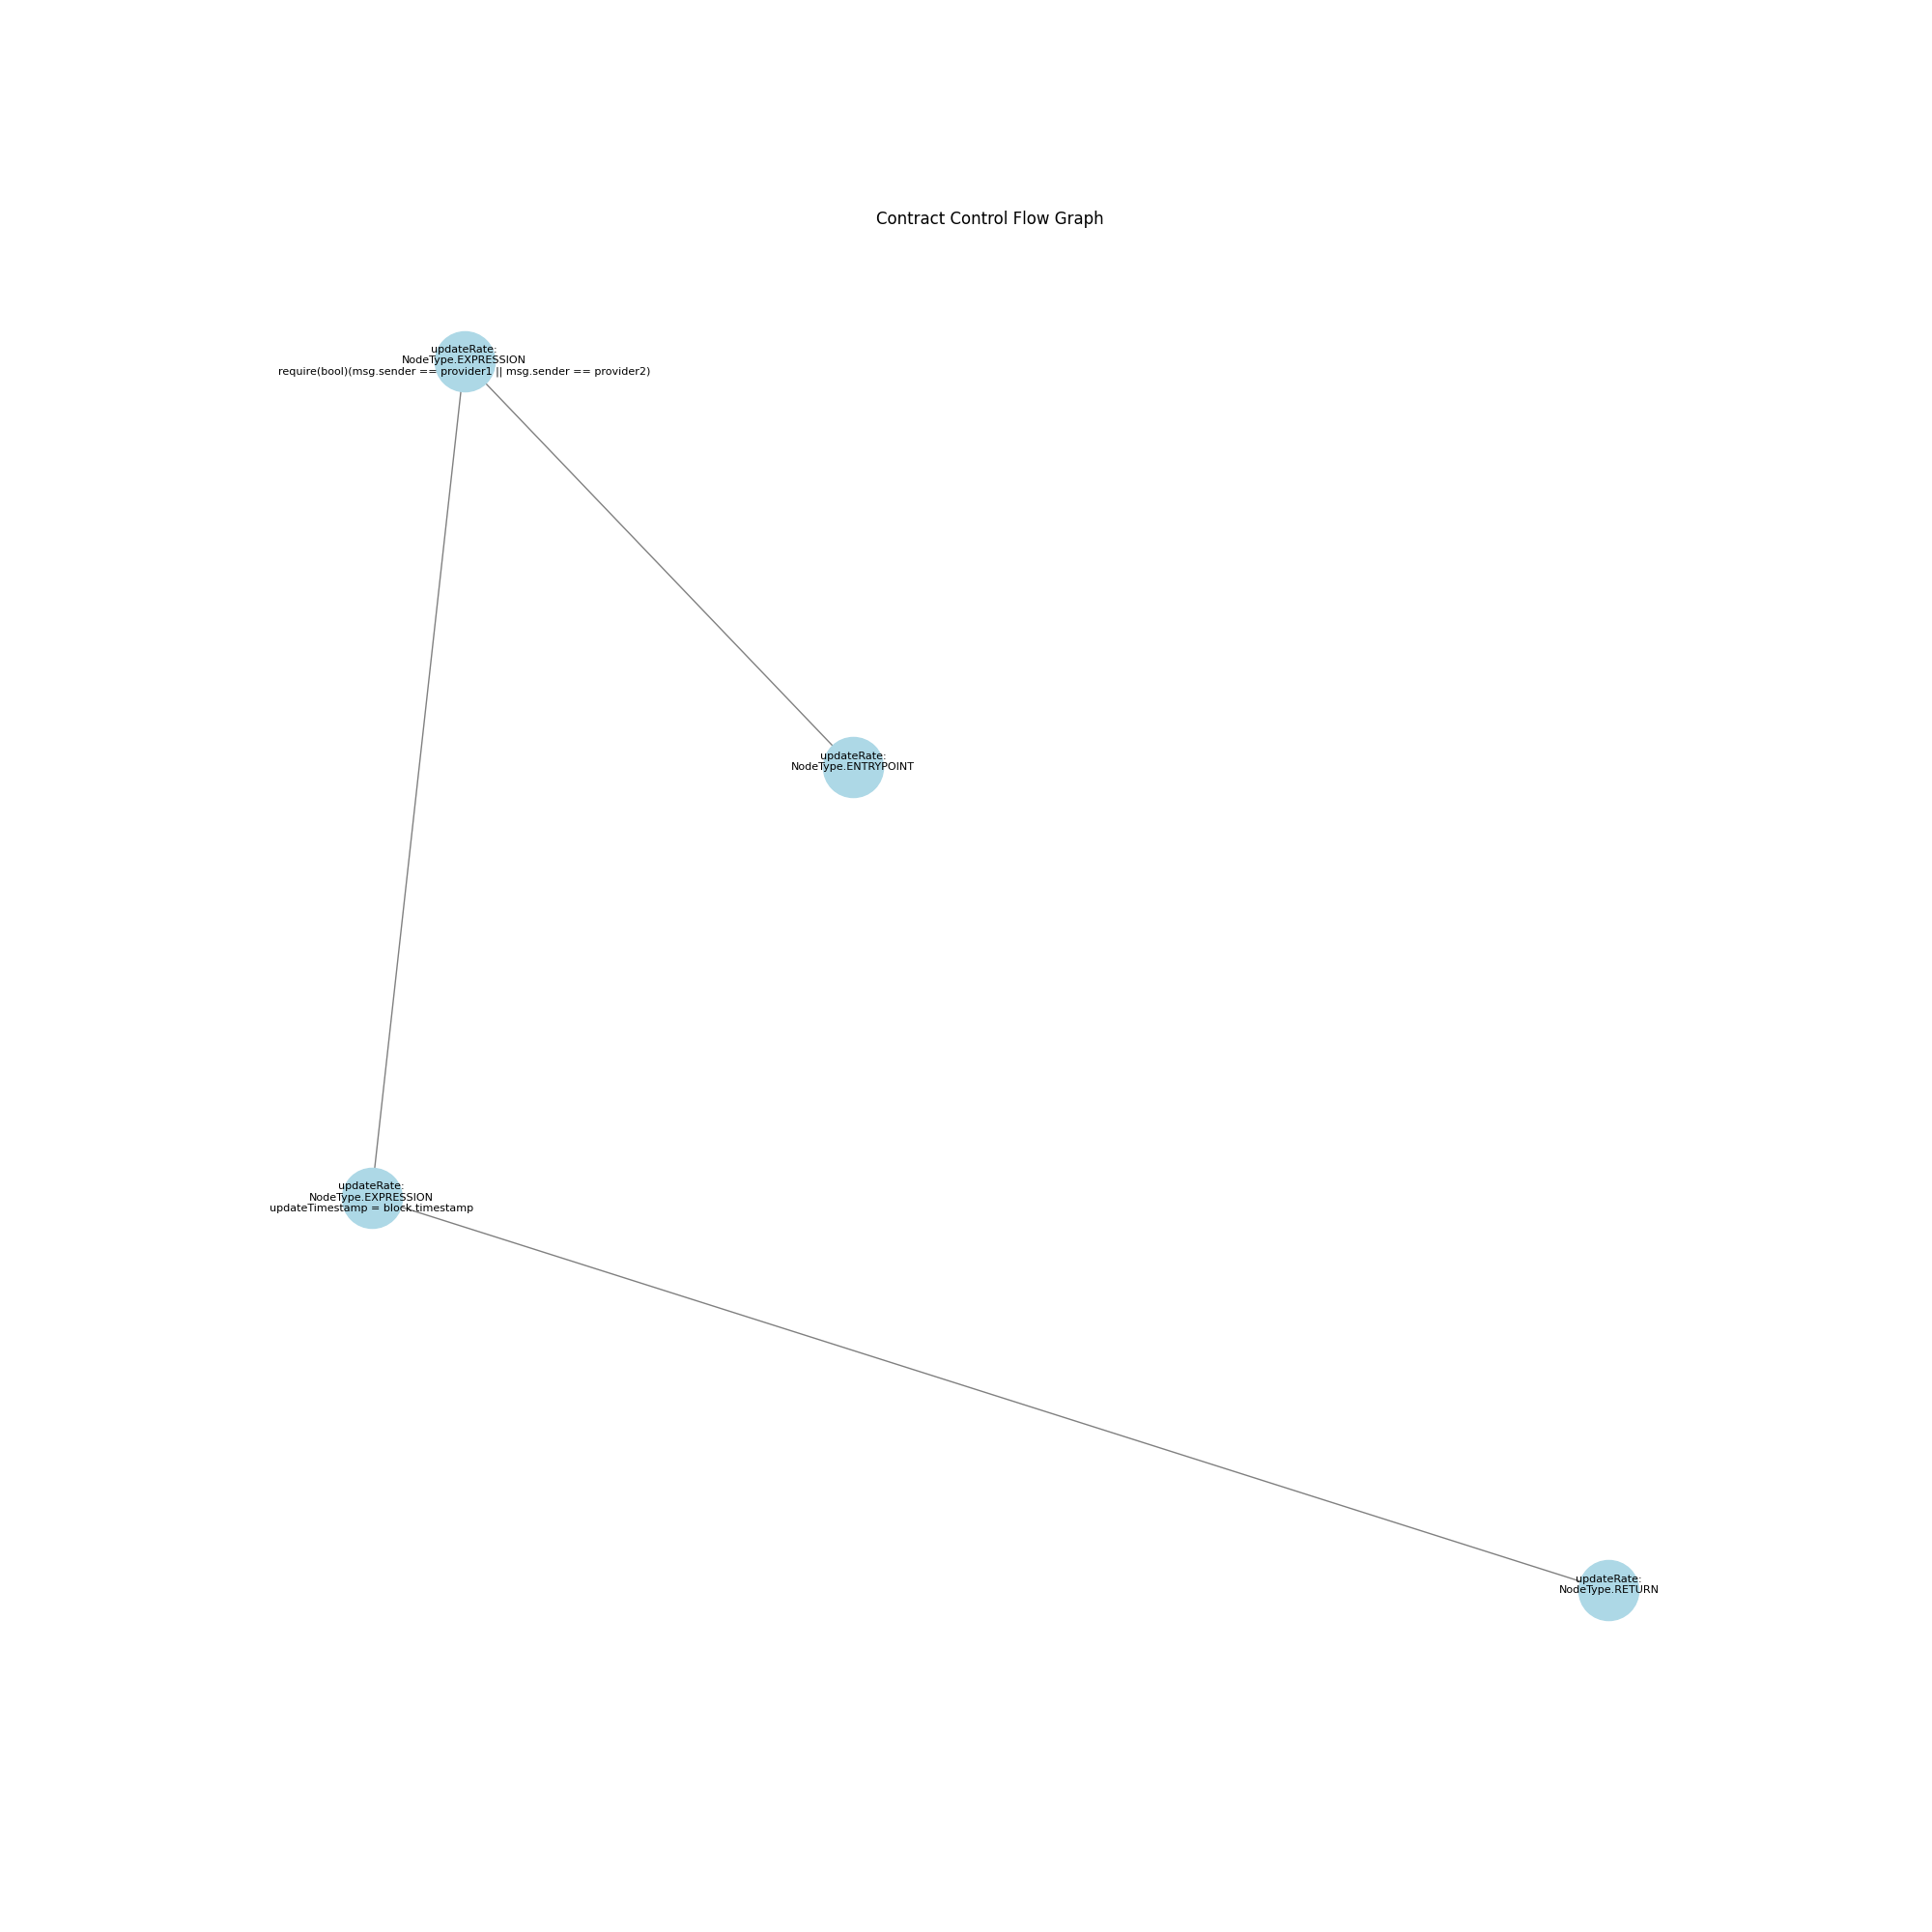 Contract Control Flow Graph
updateRate:
NodeType.EXPRESSION
require(bool)(msg.sender == provider1 || msg.sender == provider2)
updateRate:
NodeType.ENTRYPOINT
updateRate:
NodeType.EXPRESSION
updateTimestamp = block.timestamp
updateRate:
NodeType.RETURN